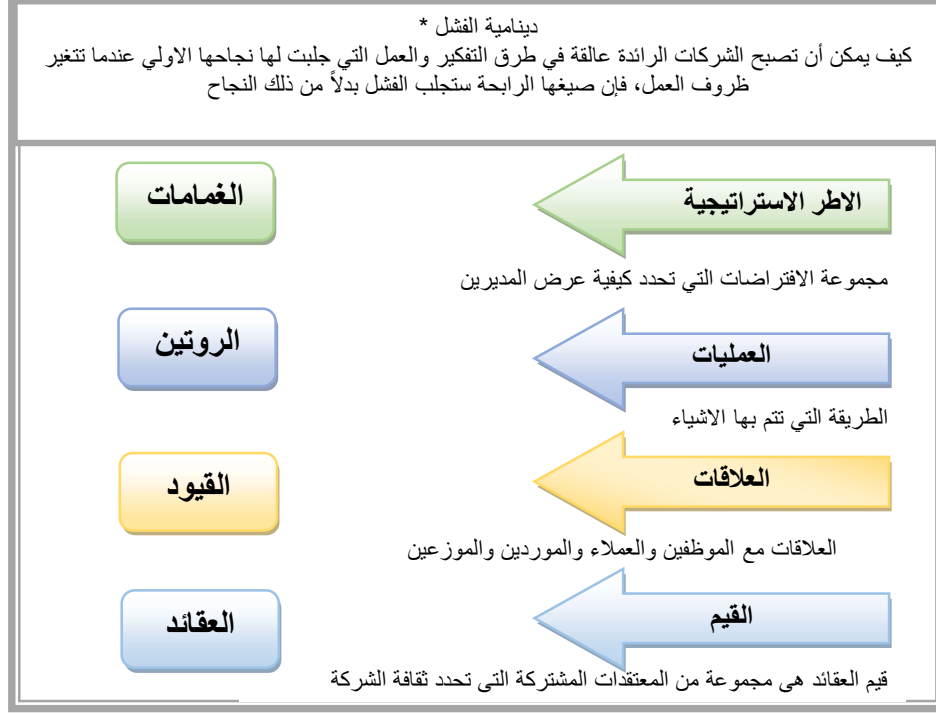 دينامية الفشل *
كيف يمكن أن تصبح الشركات الرائدة عالقة في طرق التفكير والعمل التي جلبت لها نجاحها الاولي عندما تتغير
ظروف العمل، فإن صيغها الرابحة ستجلب الفشل بدلاً من ذلك النجاح
الاطر الاستراتيجية
الغمامات
مجموعة الافتراضات التي تحدد كيفية عرض المديرين
العمليات
الروتين
الطريقة التي تتم بها الاشياء
العلاقات
القيود
العلاقات مع الموظفين والعملاء والموردين والموزعين
القيم
العقائد
قيم العقائد هى مجموعة من المعتقدات المشتركة التى تحدد ثقافة الشركة